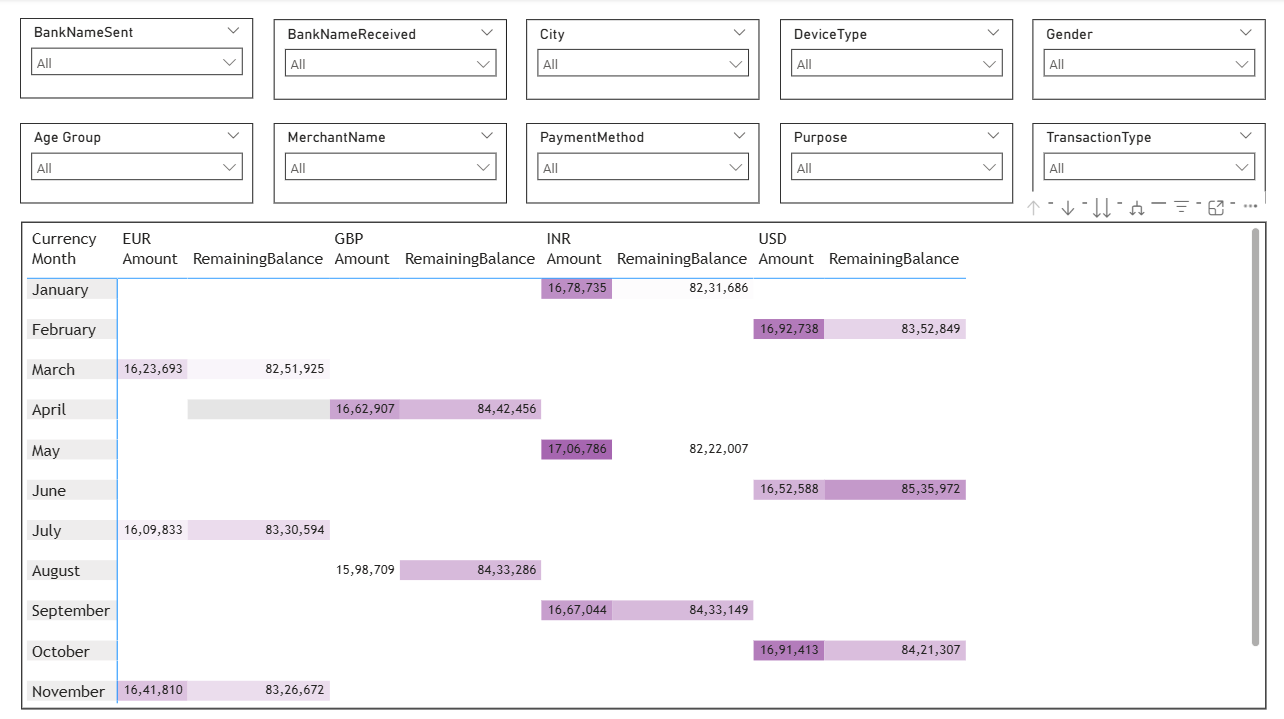 BankNameSent BankNameReceived City DeviceType Gender
All All All All All
Age Group MerchantName PaymentMethod Purpose TransactionType
All All All All All
Currency EUR GBP INR USD
Month Amount RemainingBalance Amount RemainingBalance Amount RemainingBalance Amount RemainingBalance
January 16,78,735 82,31,686
February 16,92,738 83,52,849
March 16,23,693 82,51,925
April 16,62,907 84,42,456
May 17,06,786 82,22,007
June 16,52,588 85,35,972
July 16,09,833 83,30,594
August 15,98,709 84,33,286
September 16,67,044 84,33,149
October 16,91,413 84,21,307
November 16,41,810 83,26,672